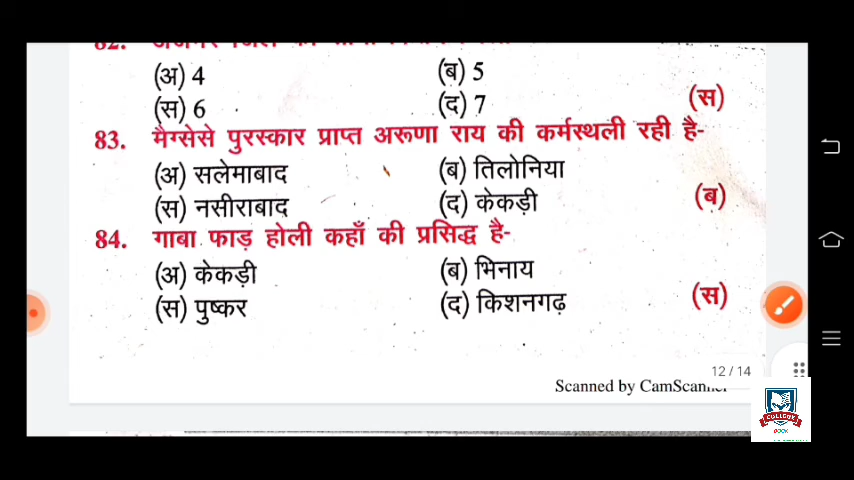 82.
(अ) 4 (ब) 5
(स) 6 (द) 7 (स)
83. मैग्सेसे पुरस्कार प्राप्त अरूणा राय की कर्मस्थली रही है-
(अ) सलेमाबाद (ब) तिलोनिया
(स) नसीराबाद (द) केकड़ी (ब)
84. गाबा फाड़ होली कहाँ की प्रसिद्ध है-
(अ) केकड़ी (ब) भिनाय
(स) पुष्कर (द) किशनगढ़ (स)
12 / 14
Scanned by CamScanner